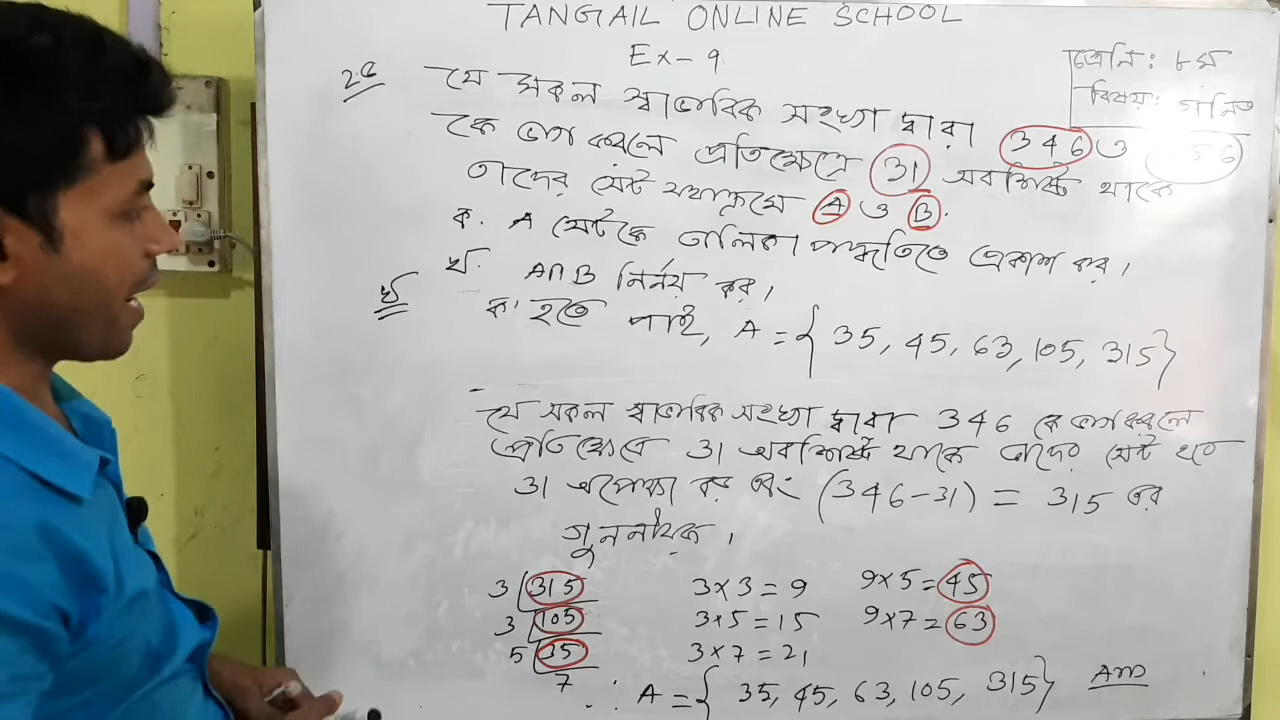 TANGAIL ONLINE SCHOOL
Ex-9
শ্রেনি: ৮ম
বিষয়: গনিত
২৫ যে সকল স্বাভাবিক সংখ্যা দ্বারা 346 ও
কে ভাগ করলে প্রতিক্ষেত্রে 31 অবশিষ্ট থাকে
তাদের সেট যথাক্রমে A ও B.
ক. A সেটকে তালিকা পদ্ধতিতে প্রকাশ কর।
খ. A∩B নির্নয় কর।
খ ক' হতে পাই, A = { 35, 45, 63, 105, 315}
যে সকল স্বাভাবিক সংখ্যা দ্বারা 346 কে ভাগ করলে
প্রতিক্ষেত্রে 31 অবশিষ্ট থাকে তাদের সেট হবে
31 অপেক্ষা বড় এবং (346-31) = 315 এর
গুননীয়ক।
3 315 3×3=9 9×5=45
3 105 3×5=15 9×7=63
5 35 3×7=21
7
∴ A = { 35, 45, 63, 105, 315} Ans